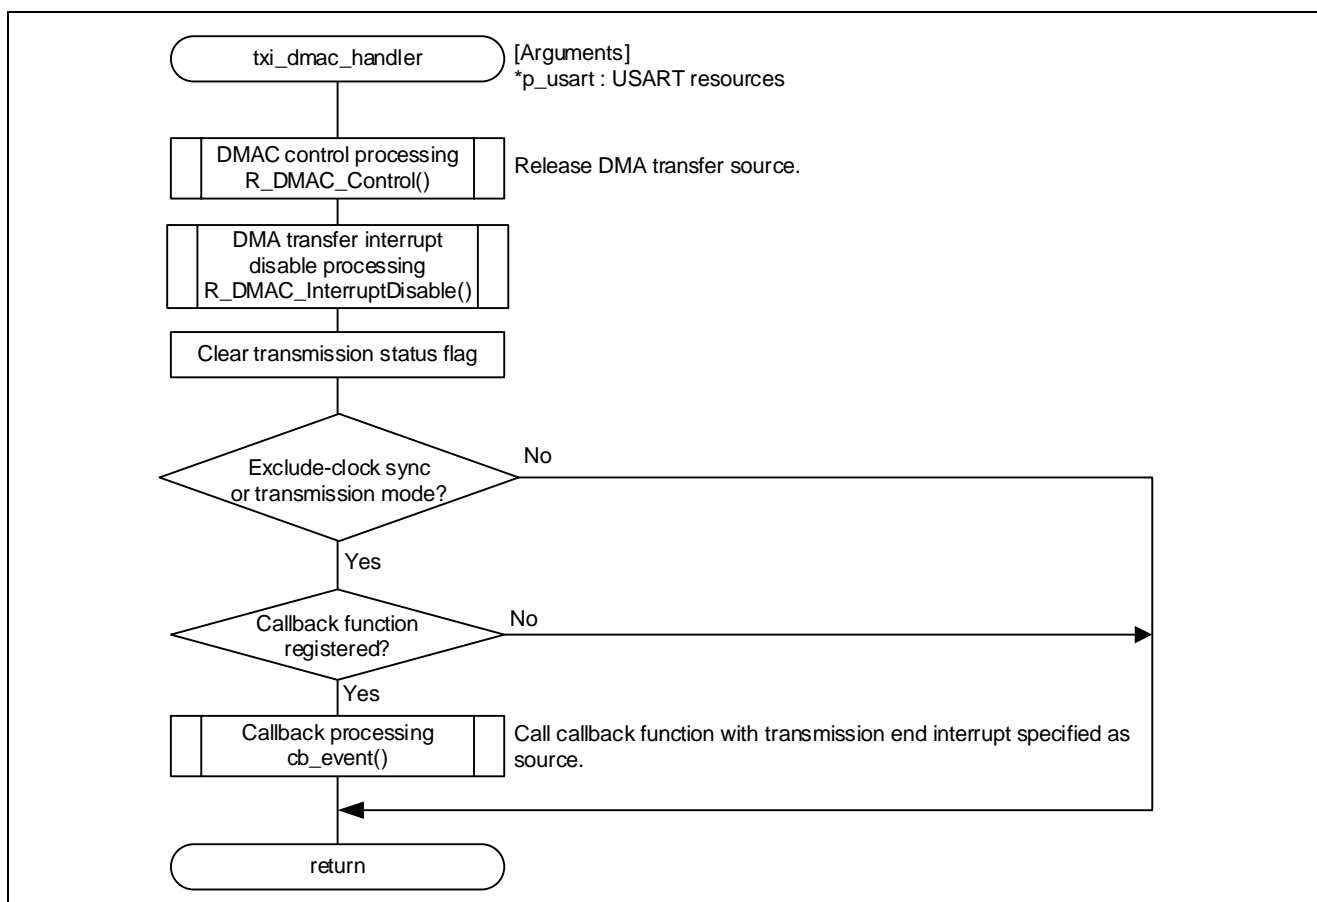 txi_dmac_handler
[Arguments]
*p_usart : USART resources
DMAC control processing
R_DMAC_Control()
Release DMA transfer source.
DMA transfer interrupt
disable processing
R_DMAC_InterruptDisable()
Clear transmission status flag
Exclude-clock sync
or transmission mode?
No
Yes
Callback function
registered?
No
Yes
Callback processing
cb_event()
Call callback function with transmission end interrupt specified as
source.
return